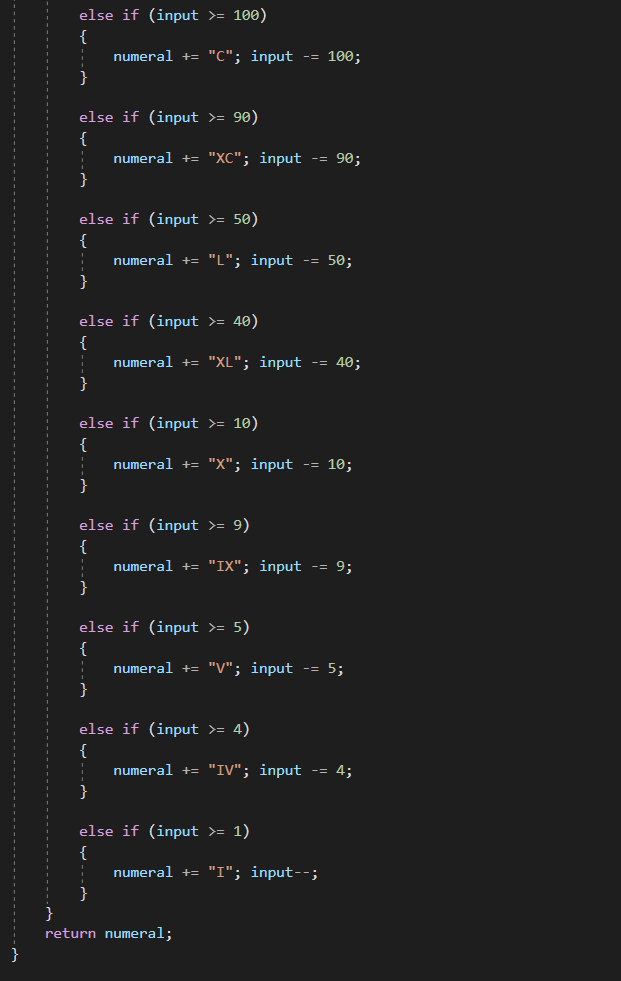 else if (input >= 100)
{
numeral += "C"; input -= 100;
}
else if (input >= 90)
{
numeral += "XC"; input -= 90;
}
else if (input >= 50)
{
numeral += "L"; input -= 50;
}
else if (input >= 40)
{
numeral += "XL"; input -= 40;
}
else if (input >= 10)
{
numeral += "X"; input -= 10;
}
else if (input >= 9)
{
numeral += "IX"; input -= 9;
}
else if (input >= 5)
{
numeral += "V"; input -= 5;
}
else if (input >= 4)
{
numeral += "IV"; input -= 4;
}
else if (input >= 1)
{
numeral += "I"; input--;
}
}
return numeral;
}